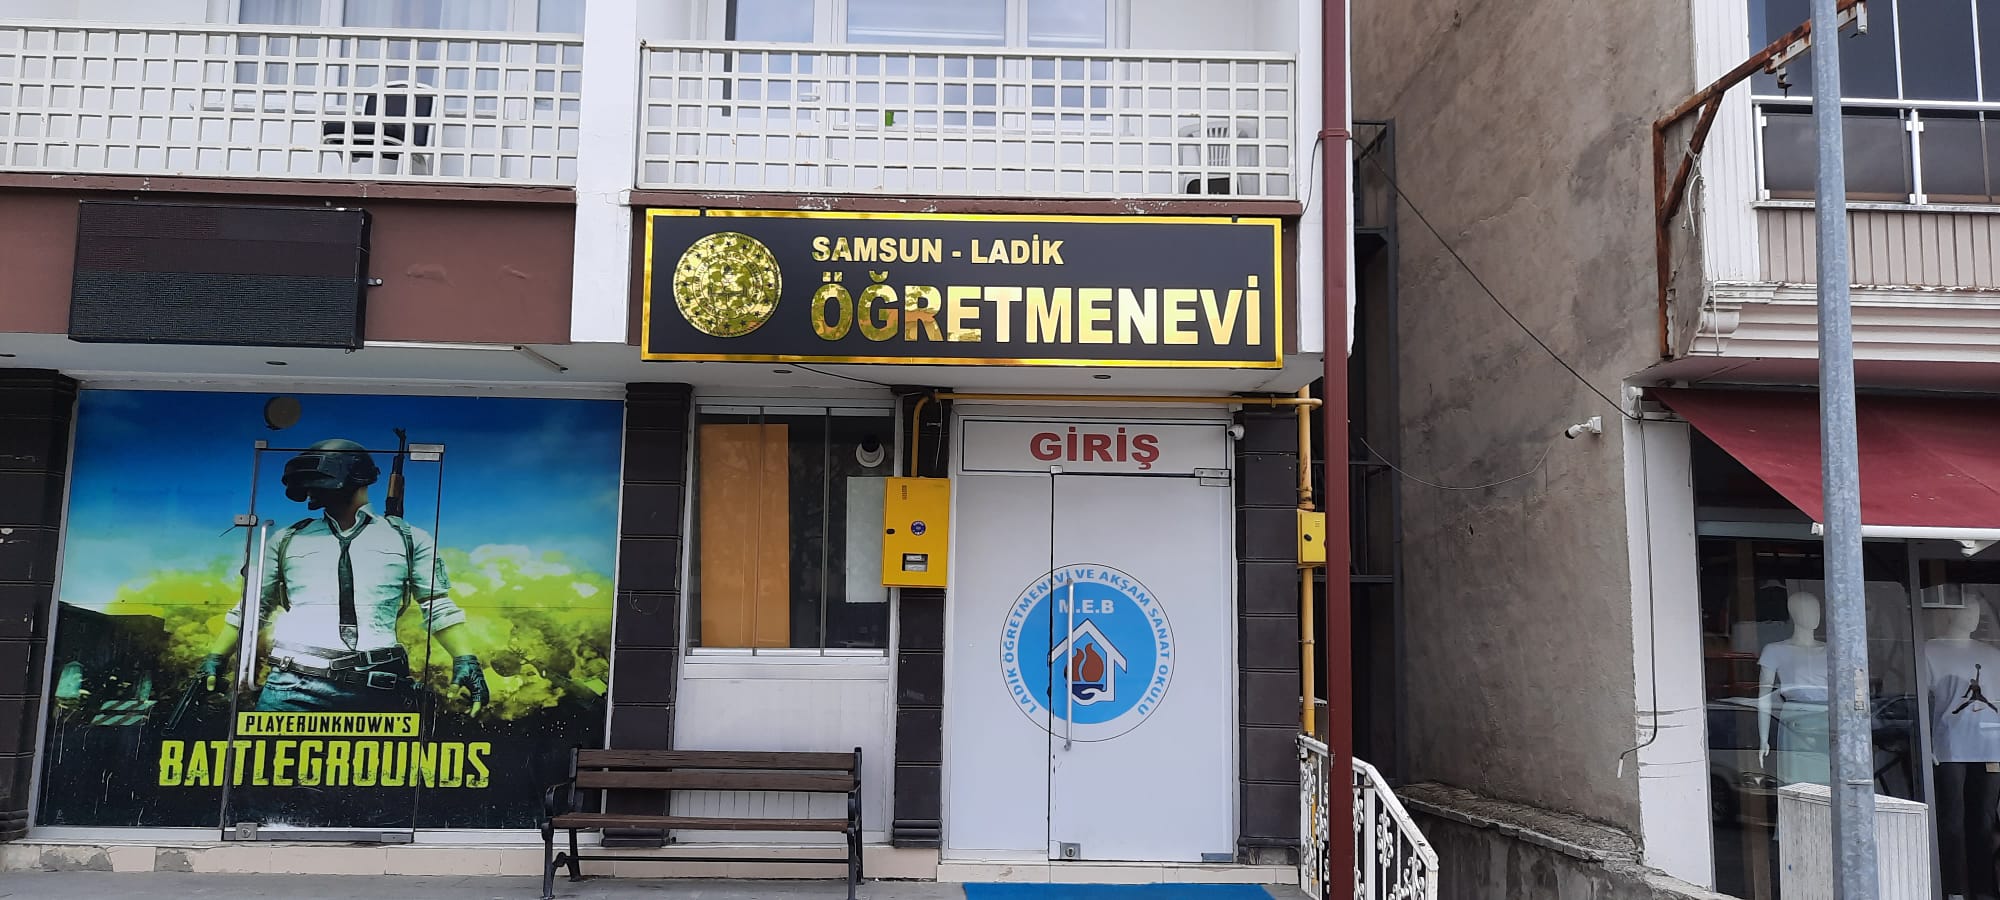 SAMSUN - LADİK
ÖĞRETMENEVİ
GİRİŞ
LADİK ÖĞRETMENEVİ VE AKŞAM SANAT OKULU
M.E.B
PLAYERUNKNOWN'S
BATTLEGROUNDS